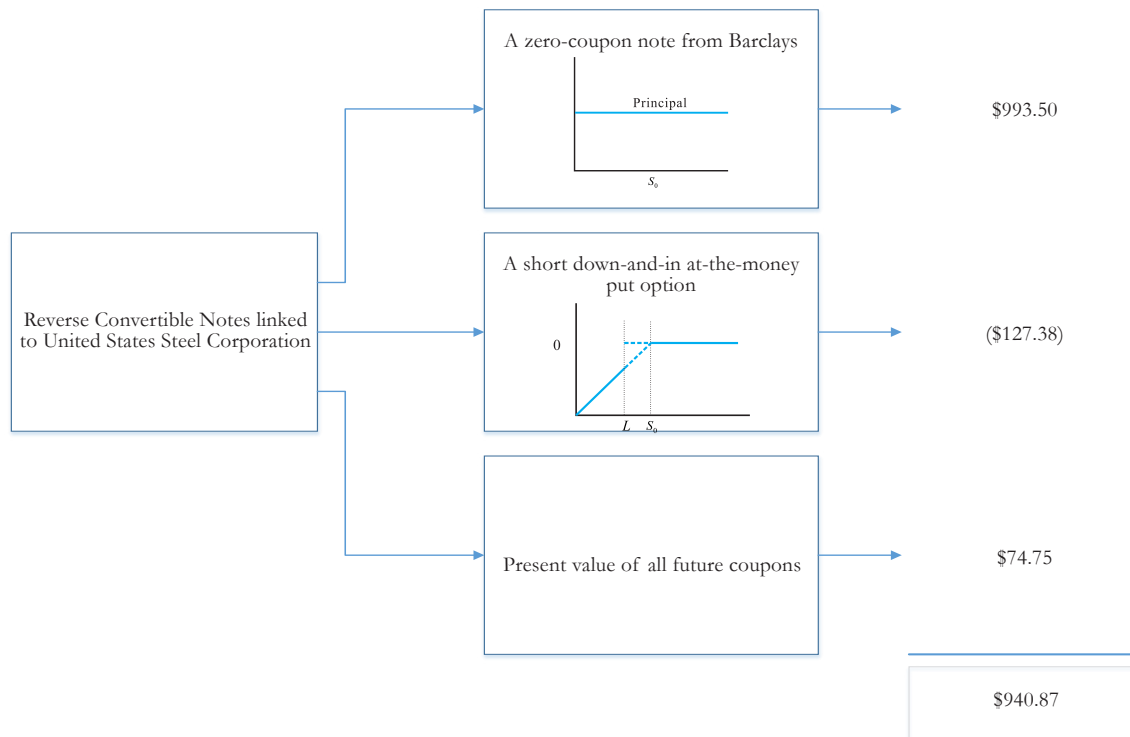 A zero-coupon note from Barclays
Principal
S₀
$993.50
Reverse Convertible Notes linked
to United States Steel Corporation
A short down-and-in at-the-money
put option
0
L S₀
($127.38)
Present value of all future coupons
$74.75
$940.87